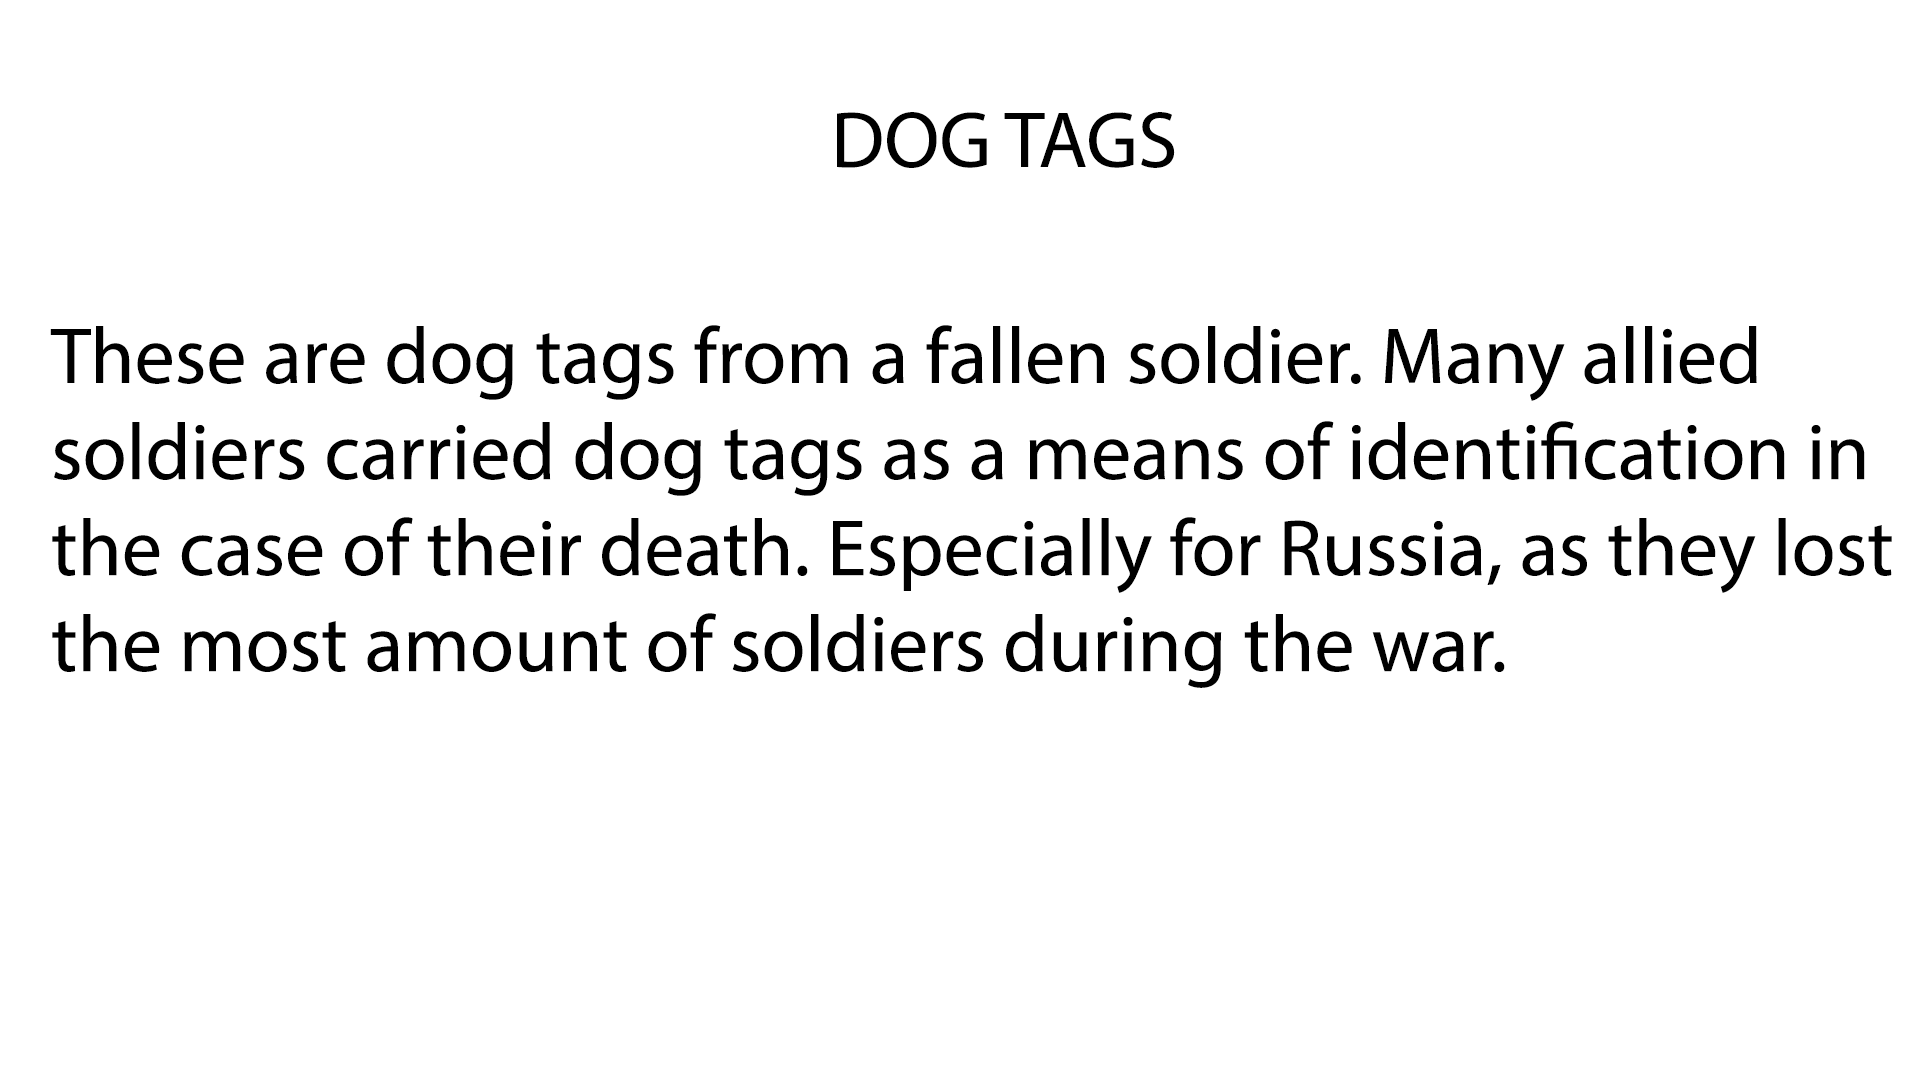 DOG TAGS
These are dog tags from a fallen soldier. Many allied
soldiers carried dog tags as a means of identification in
the case of their death. Especially for Russia, as they lost
the most amount of soldiers during the war.